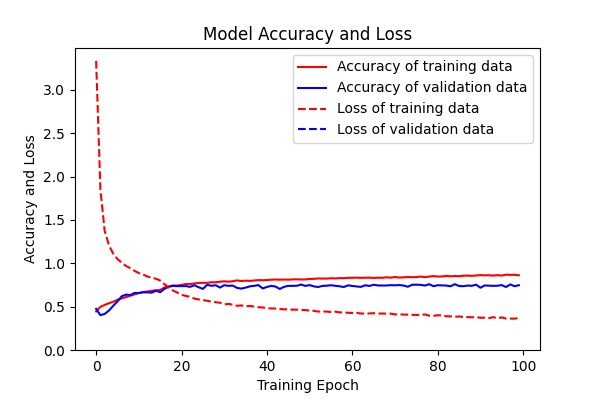 Model Accuracy and Loss
Accuracy of training data
Accuracy of validation data
Loss of training data
Loss of validation data
Accuracy and Loss
3.0
2.5
2.0
1.5
1.0
0.5
0.0
0 20 40 60 80 100
Training Epoch